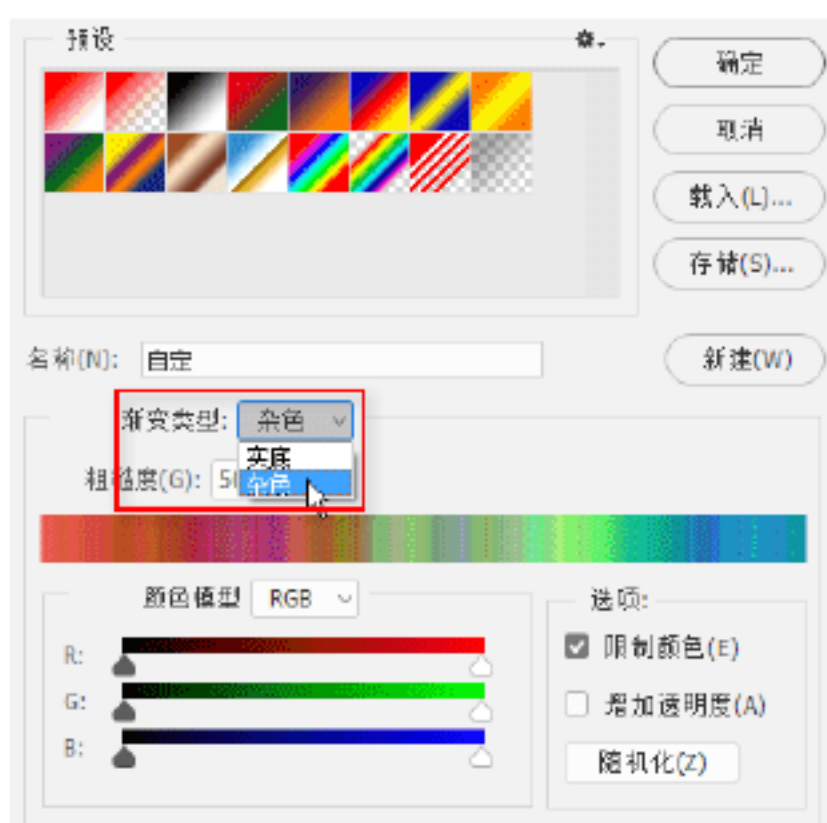 预设
确定
取消
载入(L)...
存储(S)...
名称(N): 自定
新建(W)
渐变类型: 杂色
实底
粗糙度(G): 50
杂色
颜色模型 RGB
选项:
R:
限制颜色(E)
G:
增加透明度(A)
B:
随机化(Z)